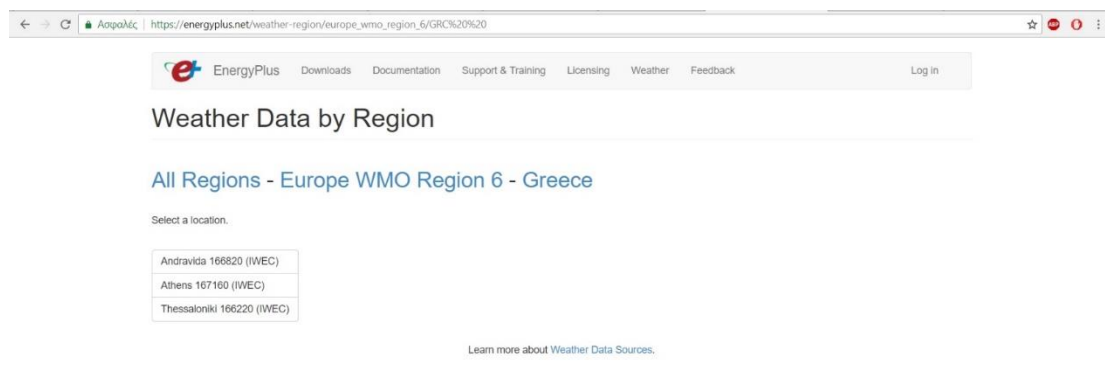 Ασφαλές | https://energyplus.net/weather-region/europe_wmo_region_6/GRC%20%20
EnergyPlus Downloads Documentation Support & Training Licensing Weather Feedback Log in
Weather Data by Region
All Regions - Europe WMO Region 6 - Greece
Select a location.
Andravida 166820 (IWEC)
Athens 167160 (IWEC)
Thessaloniki 166220 (IWEC)
Learn more about Weather Data Sources.